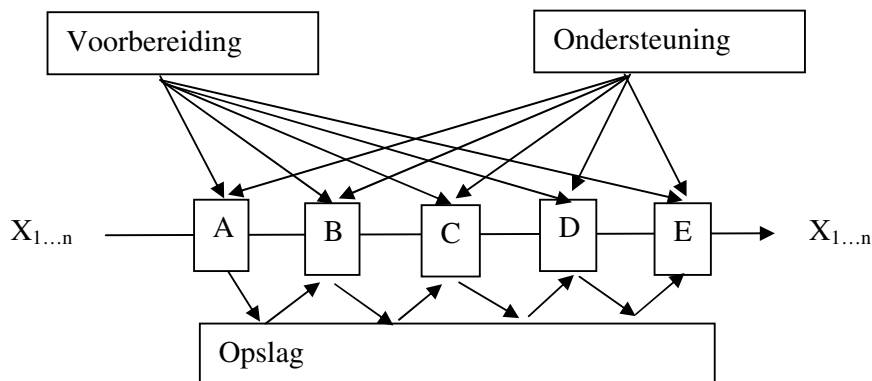 Voorbereiding
Ondersteuning
X1...n
A
B
C
D
E
X1...n
Opslag